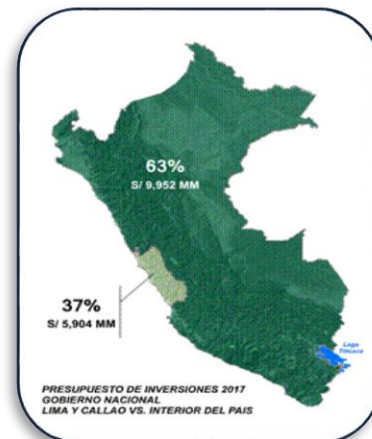 63%
S/ 9,952 MM
37%
S/ 5,904 MM
Lago
Titicaca
PRESUPUESTO DE INVERSIONES 2017
GOBIERNO NACIONAL
LIMA Y CALLAO VS. INTERIOR DEL PAIS